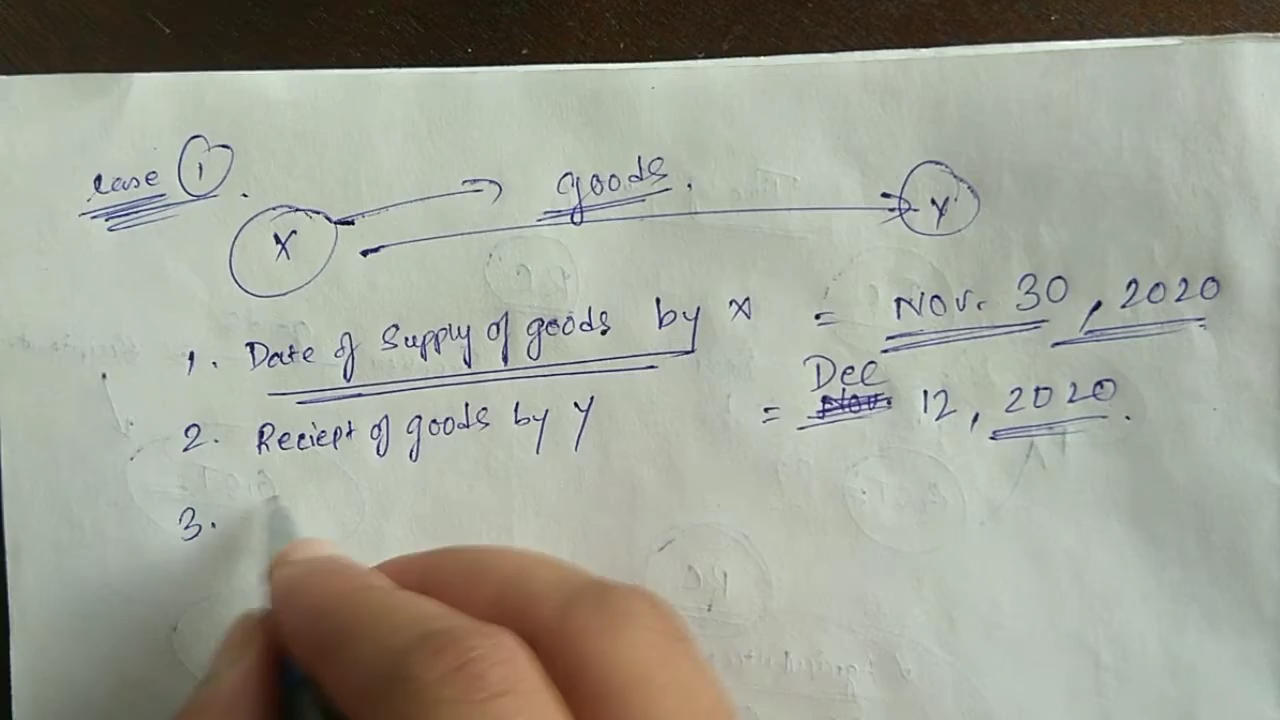 case 1.
goods.
X
Y
1. Date of Supply of goods by X = Nov. 30, 2020
2. Reciept of goods by Y = Dec 12, 2020.
3.